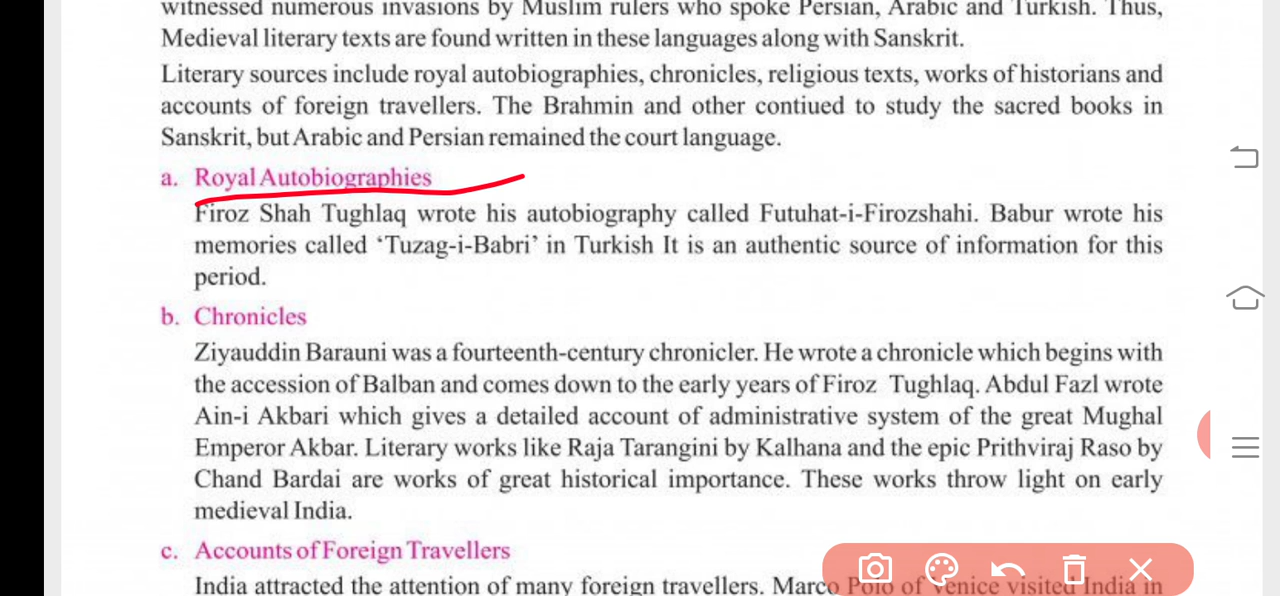 witnessed numerous invasions by Muslim rulers who spoke Persian, Arabic and Turkish. Thus,
Medieval literary texts are found written in these languages along with Sanskrit.
Literary sources include royal autobiographies, chronicles, religious texts, works of historians and
accounts of foreign travellers. The Brahmin and other contiued to study the sacred books in
Sanskrit, but Arabic and Persian remained the court language.
a. Royal Autobiographies
Firoz Shah Tughlaq wrote his autobiography called Futuhat-i-Firozshahi. Babur wrote his
memories called ‘Tuzag-i-Babri’ in Turkish It is an authentic source of information for this
period.
b. Chronicles
Ziyauddin Barauni was a fourteenth-century chronicler. He wrote a chronicle which begins with
the accession of Balban and comes down to the early years of Firoz Tughlaq. Abdul Fazl wrote
Ain-i Akbari which gives a detailed account of administrative system of the great Mughal
Emperor Akbar. Literary works like Raja Tarangini by Kalhana and the epic Prithviraj Raso by
Chand Bardai are works of great historical importance. These works throw light on early
medieval India.
c. Accounts of Foreign Travellers
India attracted the attention of many foreign travellers. Marco Polo of Venice visited India in